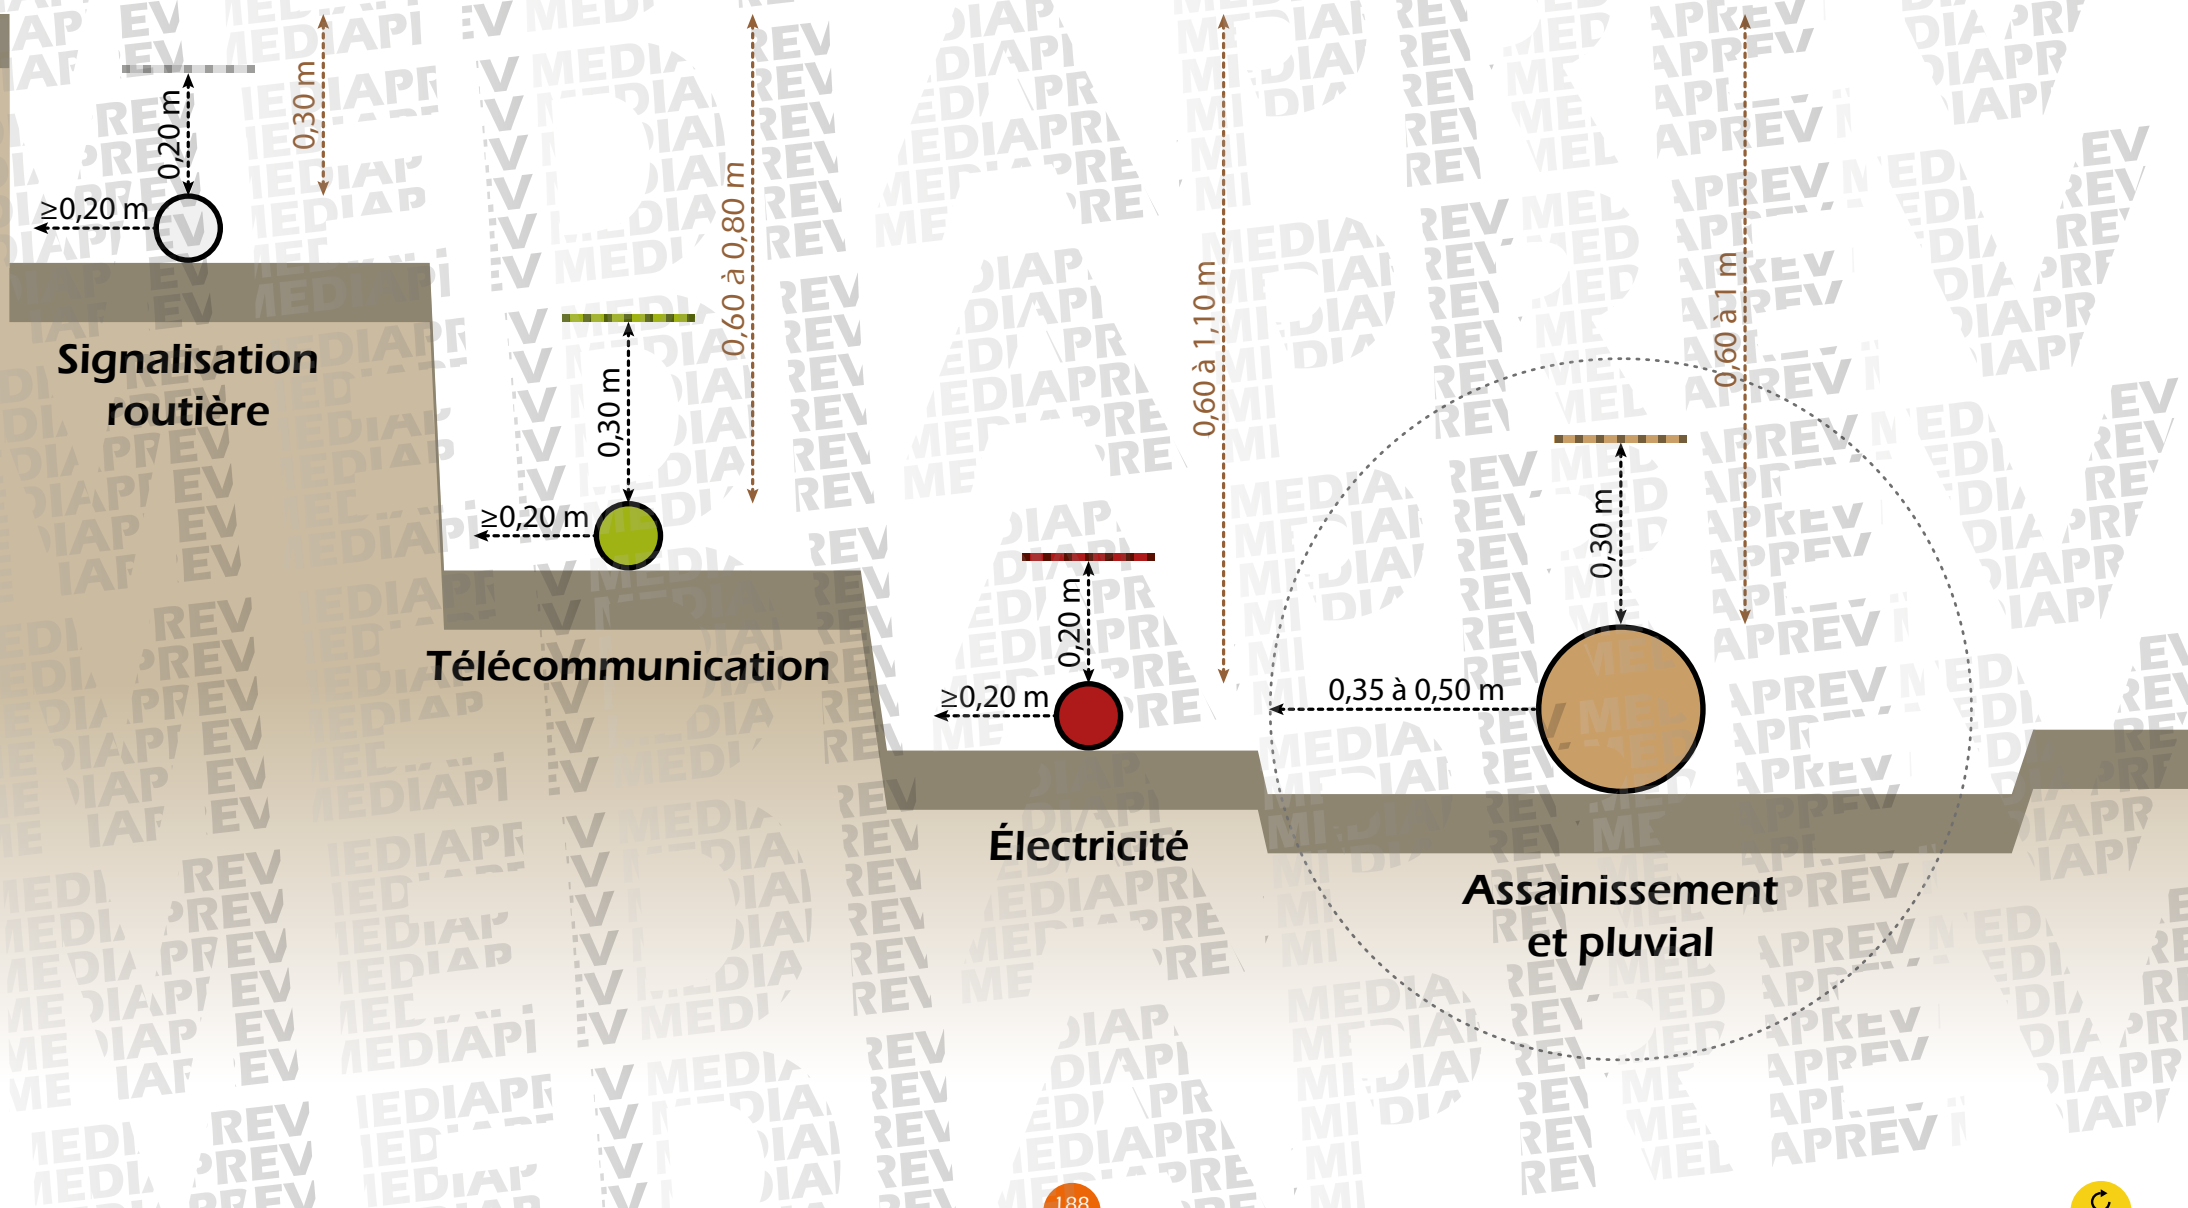 0,20 m
≥0,20 m
0,30 m
Signalisation
routière
0,30 m
≥0,20 m
0,60 à 0,80 m
Télécommunication
0,20 m
≥0,20 m
0,60 à 1,10 m
Électricité
0,30 m
0,35 à 0,50 m
0,60 à 1 m
Assainissement
et pluvial
188
MEDIAPREV